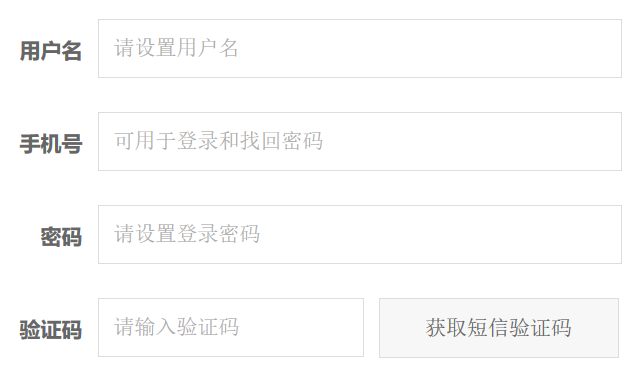 用户名 请设置用户名
手机号 可用于登录和找回密码
密码 请设置登录密码
验证码 请输入验证码 获取短信验证码